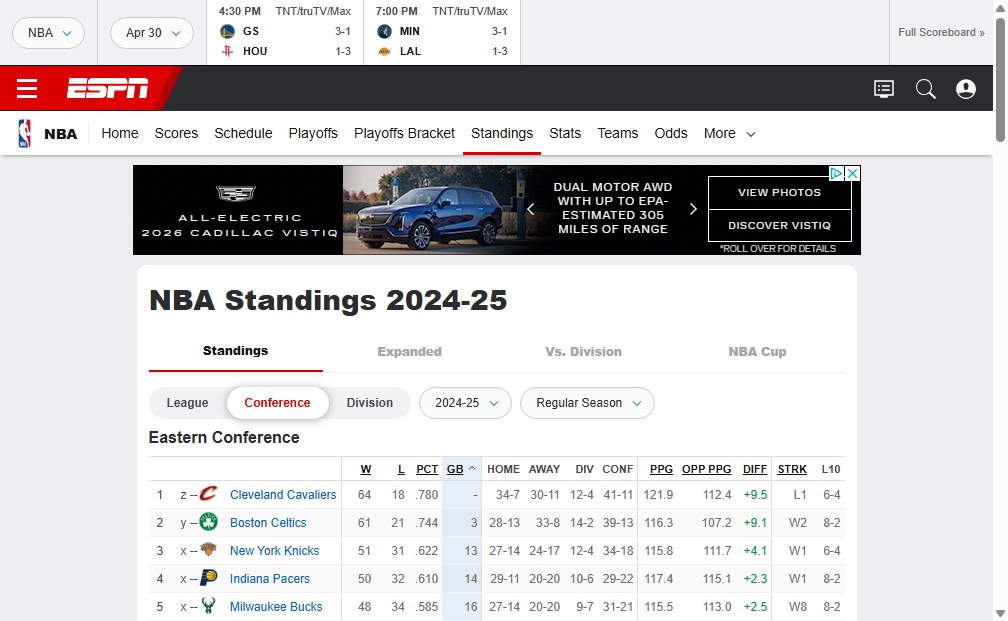 NBA
Apr 30
4:30 PM TNT/truTV/Max
GS 3-1
HOU 1-3
7:00 PM TNT/truTV/Max
MIN 3-1
LAL 1-3
Full Scoreboard »
ESPN
NBA Home Scores Schedule Playoffs Playoffs Bracket Standings Stats Teams Odds More
ALL-ELECTRIC
2026 CADILLAC VISTIQ
DUAL MOTOR AWD
WITH UP TO EPA-
ESTIMATED 305
MILES OF RANGE
VIEW PHOTOS
DISCOVER VISTIQ
*ROLL OVER FOR DETAILS
NBA Standings 2024-25
Standings Expanded Vs. Division NBA Cup
League Conference Division 2024-25 Regular Season
Eastern Conference
W L PCT GB HOME AWAY DIV CONF PPG OPP PPG DIFF STRK L10
1 z -- Cleveland Cavaliers 64 18 .780 - 34-7 30-11 12-4 41-11 121.9 112.4 +9.5 L1 6-4
2 y -- Boston Celtics 61 21 .744 3 28-13 33-8 14-2 39-13 116.3 107.2 +9.1 W2 8-2
3 x -- New York Knicks 51 31 .622 13 27-14 24-17 12-4 34-18 115.8 111.7 +4.1 W1 6-4
4 x -- Indiana Pacers 50 32 .610 14 29-11 20-20 10-6 29-22 117.4 115.1 +2.3 W1 8-2
5 x -- Milwaukee Bucks 48 34 .585 16 27-14 20-20 9-7 31-21 115.5 113.0 +2.5 W8 8-2